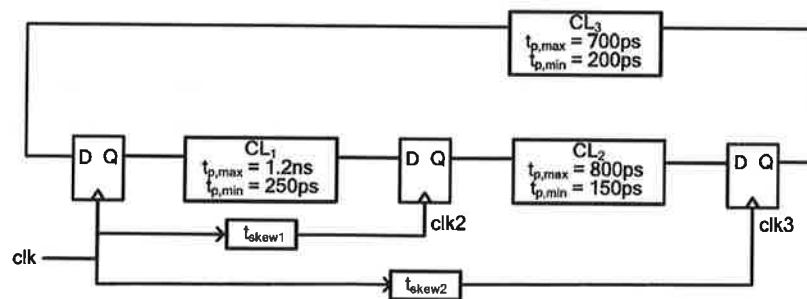 CL₃
tp,max = 700ps
tp,min = 200ps
D Q
CL₁
tp,max = 1.2ns
tp,min = 250ps
D Q
CL₂
tp,max = 800ps
tp,min = 150ps
D Q
tskew1
clk2
clk3
clk
tskew2